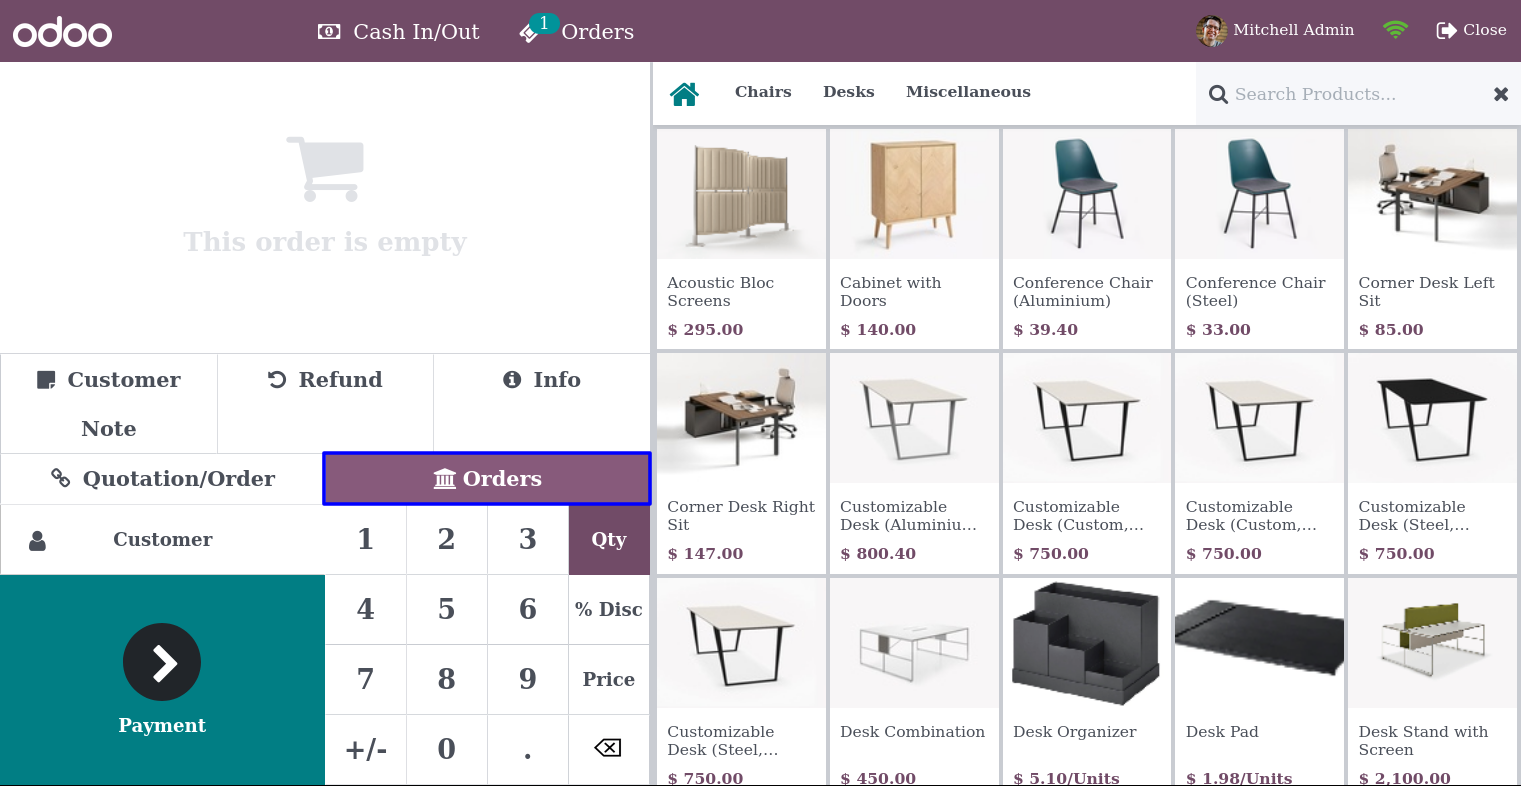 odoo
Cash In/Out
1
Orders
Mitchell Admin
Close
This order is empty
Customer
Note
Refund
Info
Quotation/Order
Orders
Customer
1
2
3
Qty
4
5
6
% Disc
7
8
9
Price
+/-
0
.
Payment
Chairs
Desks
Miscellaneous
Search Products...
Acoustic Bloc
Screens
$ 295.00
Cabinet with
Doors
$ 140.00
Conference Chair
(Aluminium)
$ 39.40
Conference Chair
(Steel)
$ 33.00
Corner Desk Left
Sit
$ 85.00
Corner Desk Right
Sit
$ 147.00
Customizable
Desk (Aluminiu...
$ 800.40
Customizable
Desk (Custom,...
$ 750.00
Customizable
Desk (Custom,...
$ 750.00
Customizable
Desk (Steel,...
$ 750.00
Customizable
Desk (Steel,...
$ 750.00
Desk Combination
$ 450.00
Desk Organizer
$ 5.10/Units
Desk Pad
$ 1.98/Units
Desk Stand with
Screen
$ 2,100.00